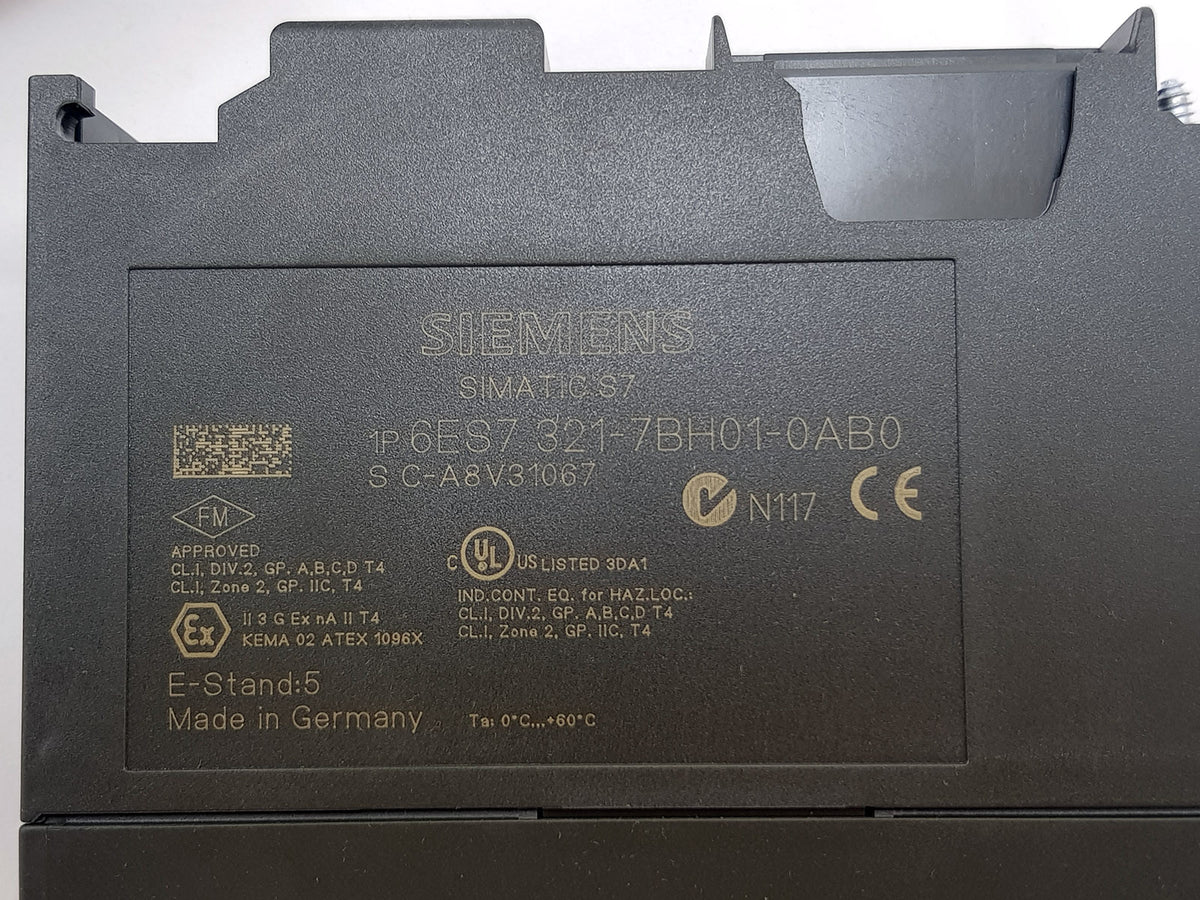 SIEMENS
SIMATIC S7
1P 6ES7 321-7BH01-0AB0
S C-A8V31067
N117 CE
FM
APPROVED
CL.I, DIV.2, GP. A,B,C,D T4
CL.I, Zone 2, GP. IIC, T4
C UL US LISTED 3DA1
IND.CONT. EQ. for HAZ.LOC.:
CL.I, DIV.2, GP. A,B,C,D T4
CL.I, Zone 2, GP. IIC, T4
Ex II 3 G Ex nA II T4
KEMA 02 ATEX 1096X
E-Stand:5
Made in Germany
Ta: 0°C...+60°C